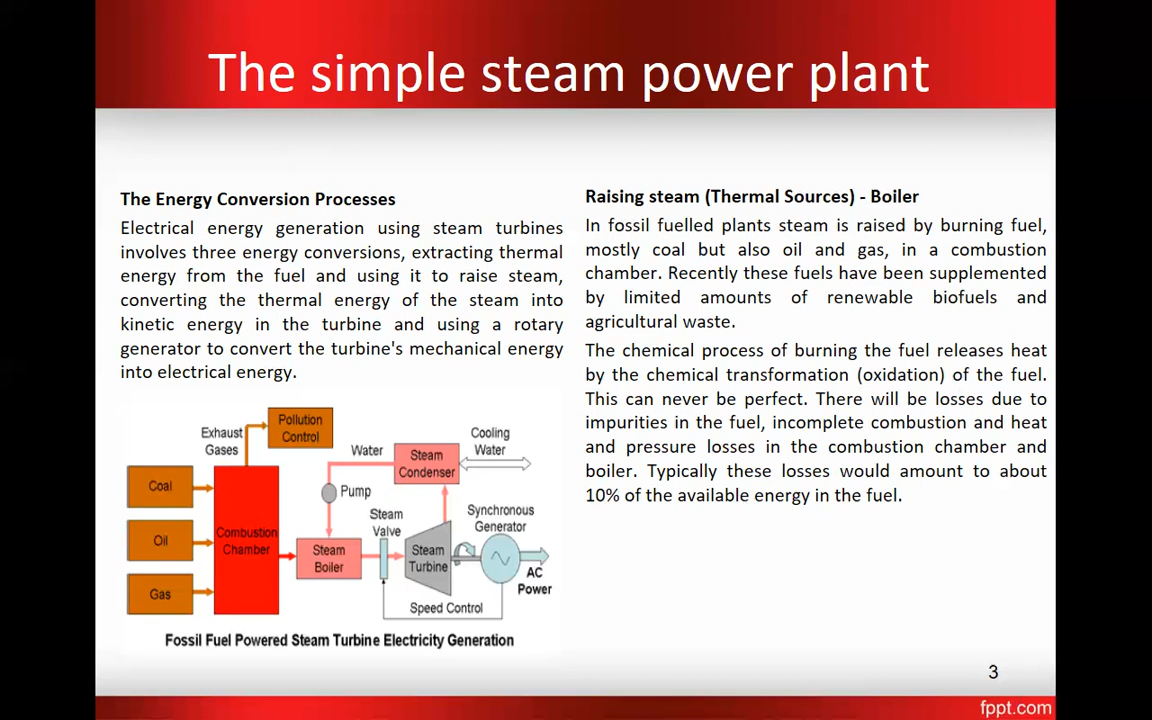 The simple steam power plant
The Energy Conversion Processes
Electrical energy generation using steam turbines
involves three energy conversions, extracting thermal
energy from the fuel and using it to raise steam,
converting the thermal energy of the steam into
kinetic energy in the turbine and using a rotary
generator to convert the turbine's mechanical energy
into electrical energy.
Pollution
Control
Exhaust
Gases
Water
Steam
Condenser
Cooling
Water
Coal
Pump
Steam
Valve
Synchronous
Generator
Oil
Combustion
Chamber
Steam
Boiler
Steam
Turbine
AC
Power
Gas
Speed Control
Fossil Fuel Powered Steam Turbine Electricity Generation
Raising steam (Thermal Sources) - Boiler
In fossil fuelled plants steam is raised by burning fuel,
mostly coal but also oil and gas, in a combustion
chamber. Recently these fuels have been supplemented
by limited amounts of renewable biofuels and
agricultural waste.
The chemical process of burning the fuel releases heat
by the chemical transformation (oxidation) of the fuel.
This can never be perfect. There will be losses due to
impurities in the fuel, incomplete combustion and heat
and pressure losses in the combustion chamber and
boiler. Typically these losses would amount to about
10% of the available energy in the fuel.
3
fppt.com